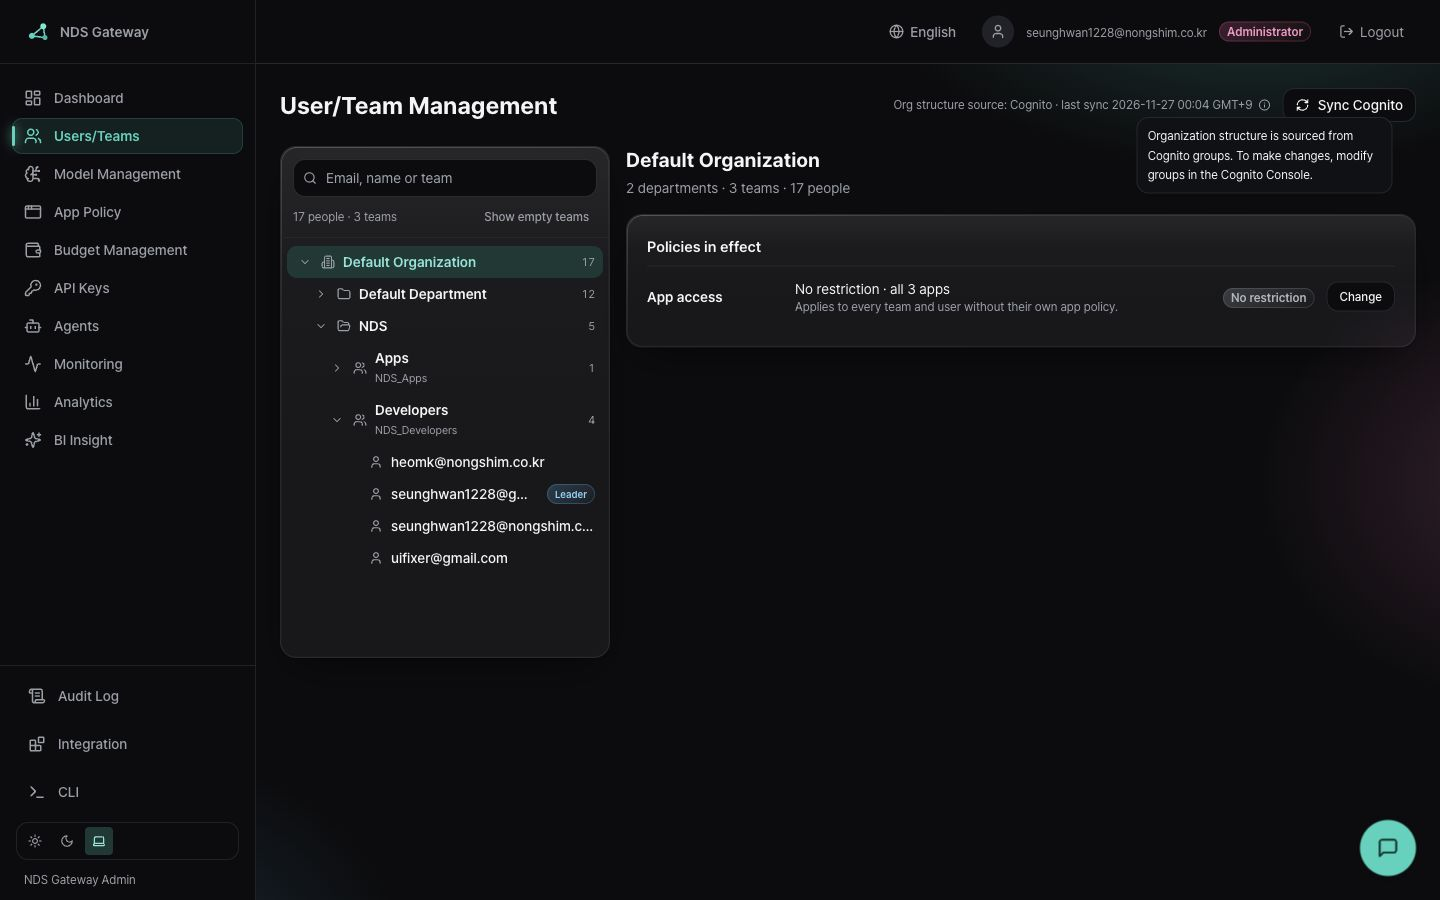 NDS Gateway
English
seunghwan1228@nongshim.co.kr
Administrator
Logout
Dashboard
Users/Teams
Model Management
App Policy
Budget Management
API Keys
Agents
Monitoring
Analytics
BI Insight
Audit Log
Integration
CLI
NDS Gateway Admin
User/Team Management
Org structure source: Cognito · last sync 2026-11-27 00:04 GMT+9
Sync Cognito
Organization structure is sourced from
Cognito groups. To make changes, modify
groups in the Cognito Console.
Email, name or team
17 people · 3 teams
Show empty teams
Default Organization 17
Default Department 12
NDS 5
Apps
NDS_Apps
1
Developers
NDS_Developers
4
heomk@nongshim.co.kr
seunghwan1228@g... Leader
seunghwan1228@nongshim.c...
uifixer@gmail.com
Default Organization
2 departments · 3 teams · 17 people
Policies in effect
App access
No restriction · all 3 apps
Applies to every team and user without their own app policy.
No restriction
Change